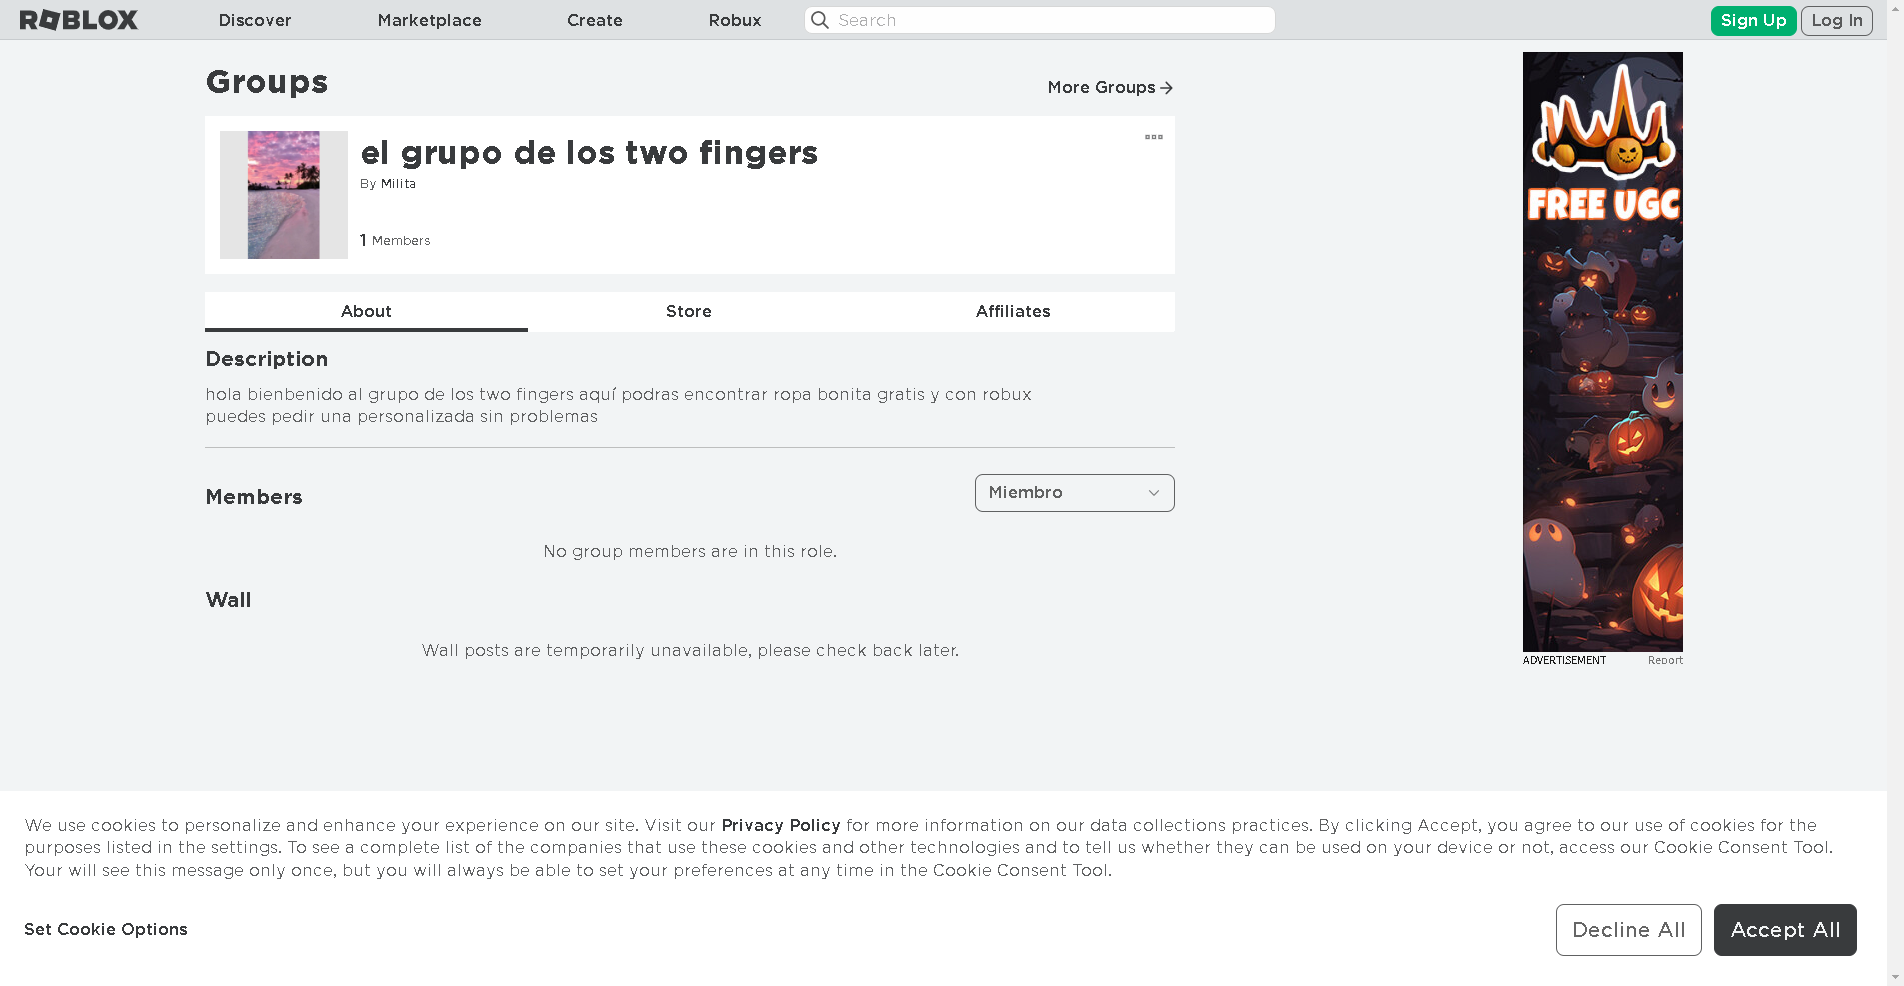 ROBLOX Discover Marketplace Create Robux Search Sign Up Log In
Groups
More Groups
el grupo de los two fingers
By Milita
1 Members
About Store Affiliates
Description
hola bienbenido al grupo de los two fingers aquí podras encontrar ropa bonita gratis y con robux
puedes pedir una personalizada sin problemas
Members
Miembro
No group members are in this role.
Wall
Wall posts are temporarily unavailable, please check back later.
FREE UGC
ADVERTISEMENT Report
We use cookies to personalize and enhance your experience on our site. Visit our Privacy Policy for more information on our data collections practices. By clicking Accept, you agree to our use of cookies for the
purposes listed in the settings. To see a complete list of the companies that use these cookies and other technologies and to tell us whether they can be used on your device or not, access our Cookie Consent Tool.
Your will see this message only once, but you will always be able to set your preferences at any time in the Cookie Consent Tool.
Set Cookie Options
Decline All
Accept All